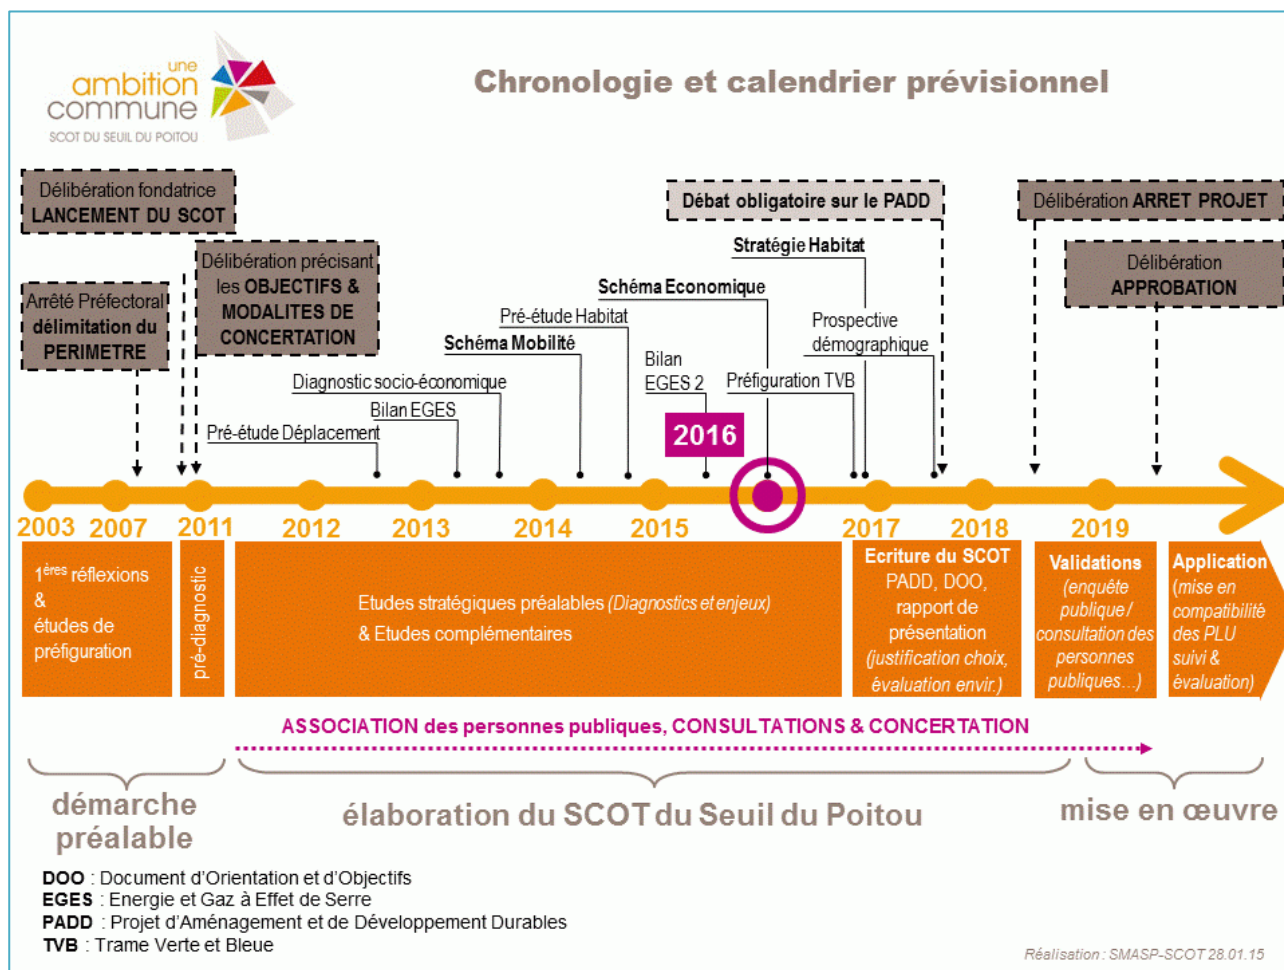 une
ambition
commune
SCOT DU SEUIL DU POITOU
Chronologie et calendrier prévisionnel
Délibération fondatrice
LANCEMENT DU SCOT
Arrêté Préfectoral
délimitation du
PERIMETRE
Délibération précisant
les OBJECTIFS &
MODALITES DE
CONCERTATION
Débat obligatoire sur le PADD
Délibération ARRET PROJET
Délibération
APPROBATION
Stratégie Habitat
Schéma Economique
Pré-étude Habitat
Schéma Mobilité
Prospective
démographique
Bilan
EGES 2
Préfiguration TVB
Diagnostic socio-économique
Bilan EGES
Pré-étude Déplacement
2016
2003
2007
2011
2012
2013
2014
2015
2017
2018
2019
1ères réflexions
&
études de
préfiguration
pré-diagnostic
Etudes stratégiques préalables (Diagnostics et enjeux)
& Etudes complémentaires
Ecriture du SCOT
PADD, DOO,
rapport de
présentation
(justification choix,
évaluation envir.)
Validations
(enquête
publique /
consultation des
personnes
publiques…)
Application
(mise en
compatibilité
des PLU
suivi &
évaluation)
ASSOCIATION des personnes publiques, CONSULTATIONS & CONCERTATION
démarche
préalable
élaboration du SCOT du Seuil du Poitou
mise en œuvre
DOO : Document d'Orientation et d'Objectifs
EGES : Energie et Gaz à Effet de Serre
PADD : Projet d'Aménagement et de Développement Durables
TVB : Trame Verte et Bleue
Réalisation : SMASP-SCOT 28.01.15